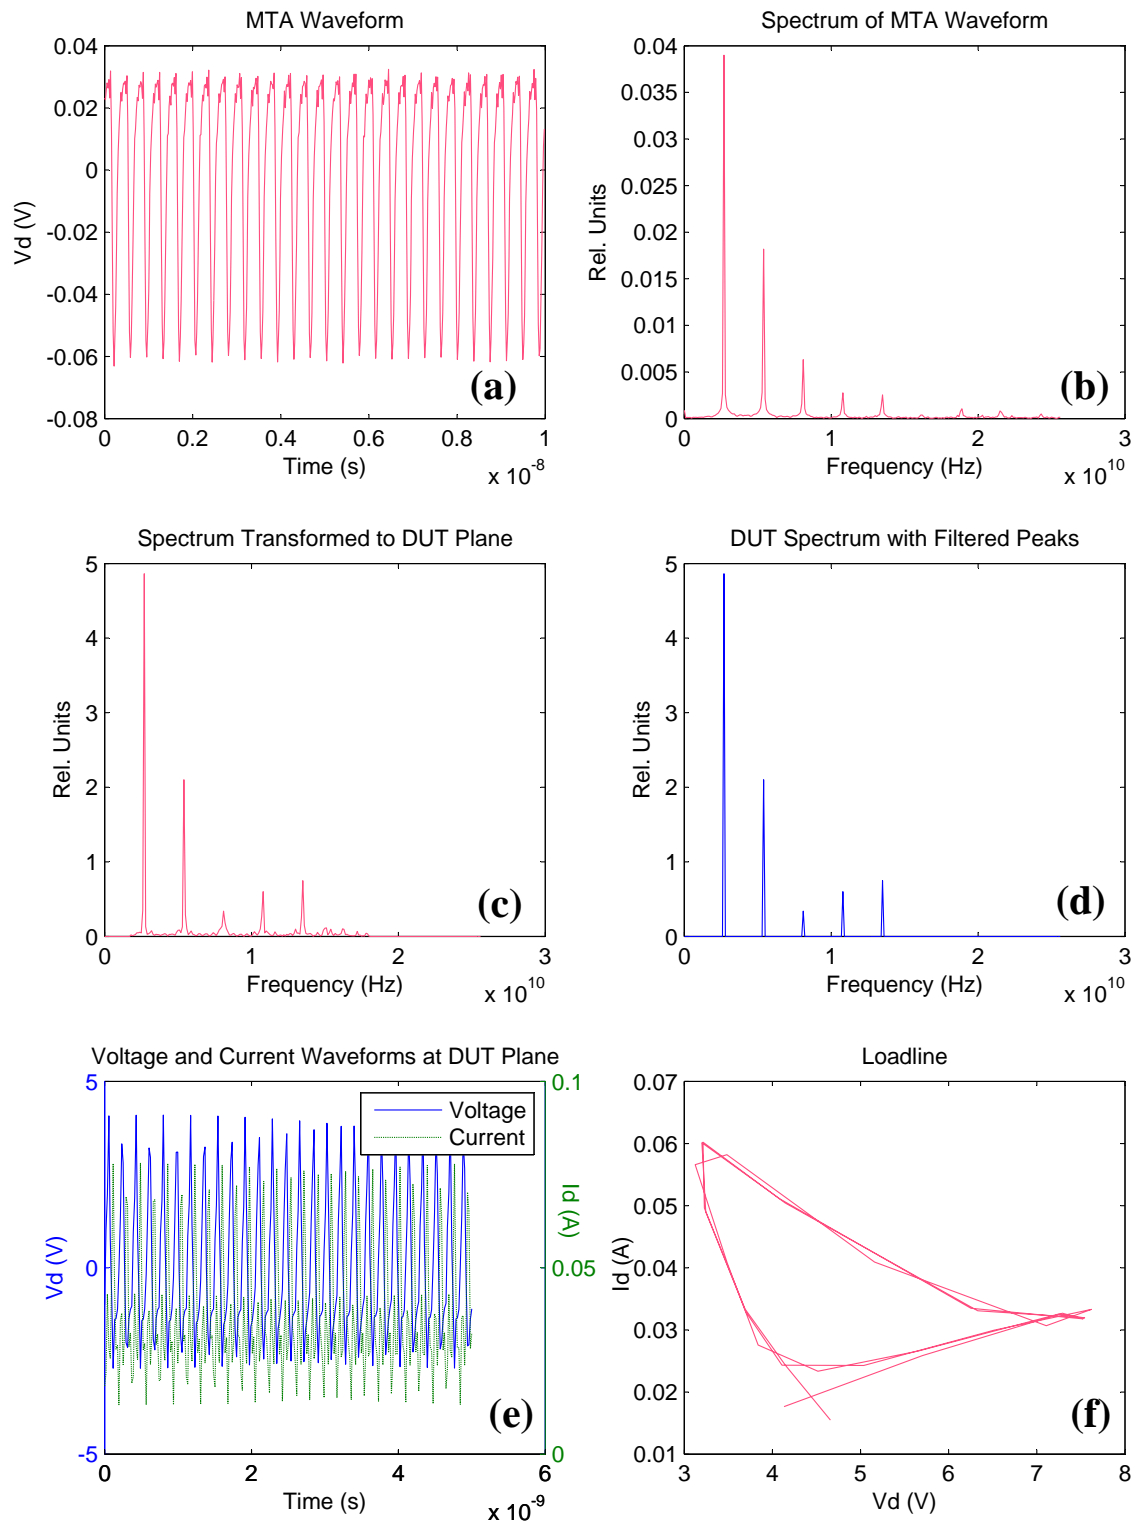 MTA Waveform
0.04
0.02
0
-0.02
-0.04
-0.06
-0.08
Vd (V)
0 0.2 0.4 0.6 0.8 1
Time (s)
x 10^-8
(a)
Spectrum of MTA Waveform
0.04
0.035
0.03
0.025
0.02
0.015
0.01
0.005
0
Rel. Units
0 1 2 3
Frequency (Hz)
x 10^10
(b)
Spectrum Transformed to DUT Plane
5
4
3
2
1
0
Rel. Units
0 1 2 3
Frequency (Hz)
x 10^10
(c)
DUT Spectrum with Filtered Peaks
5
4
3
2
1
0
Rel. Units
0 1 2 3
Frequency (Hz)
x 10^10
(d)
Voltage and Current Waveforms at DUT Plane
5
0
-5
Vd (V)
Voltage
Current
0.1
0.05
0
Id (A)
0 2 4 6
Time (s)
x 10^-9
(e)
Loadline
0.07
0.06
0.05
0.04
0.03
0.02
0.01
Id (A)
3 4 5 6 7 8
Vd (V)
(f)